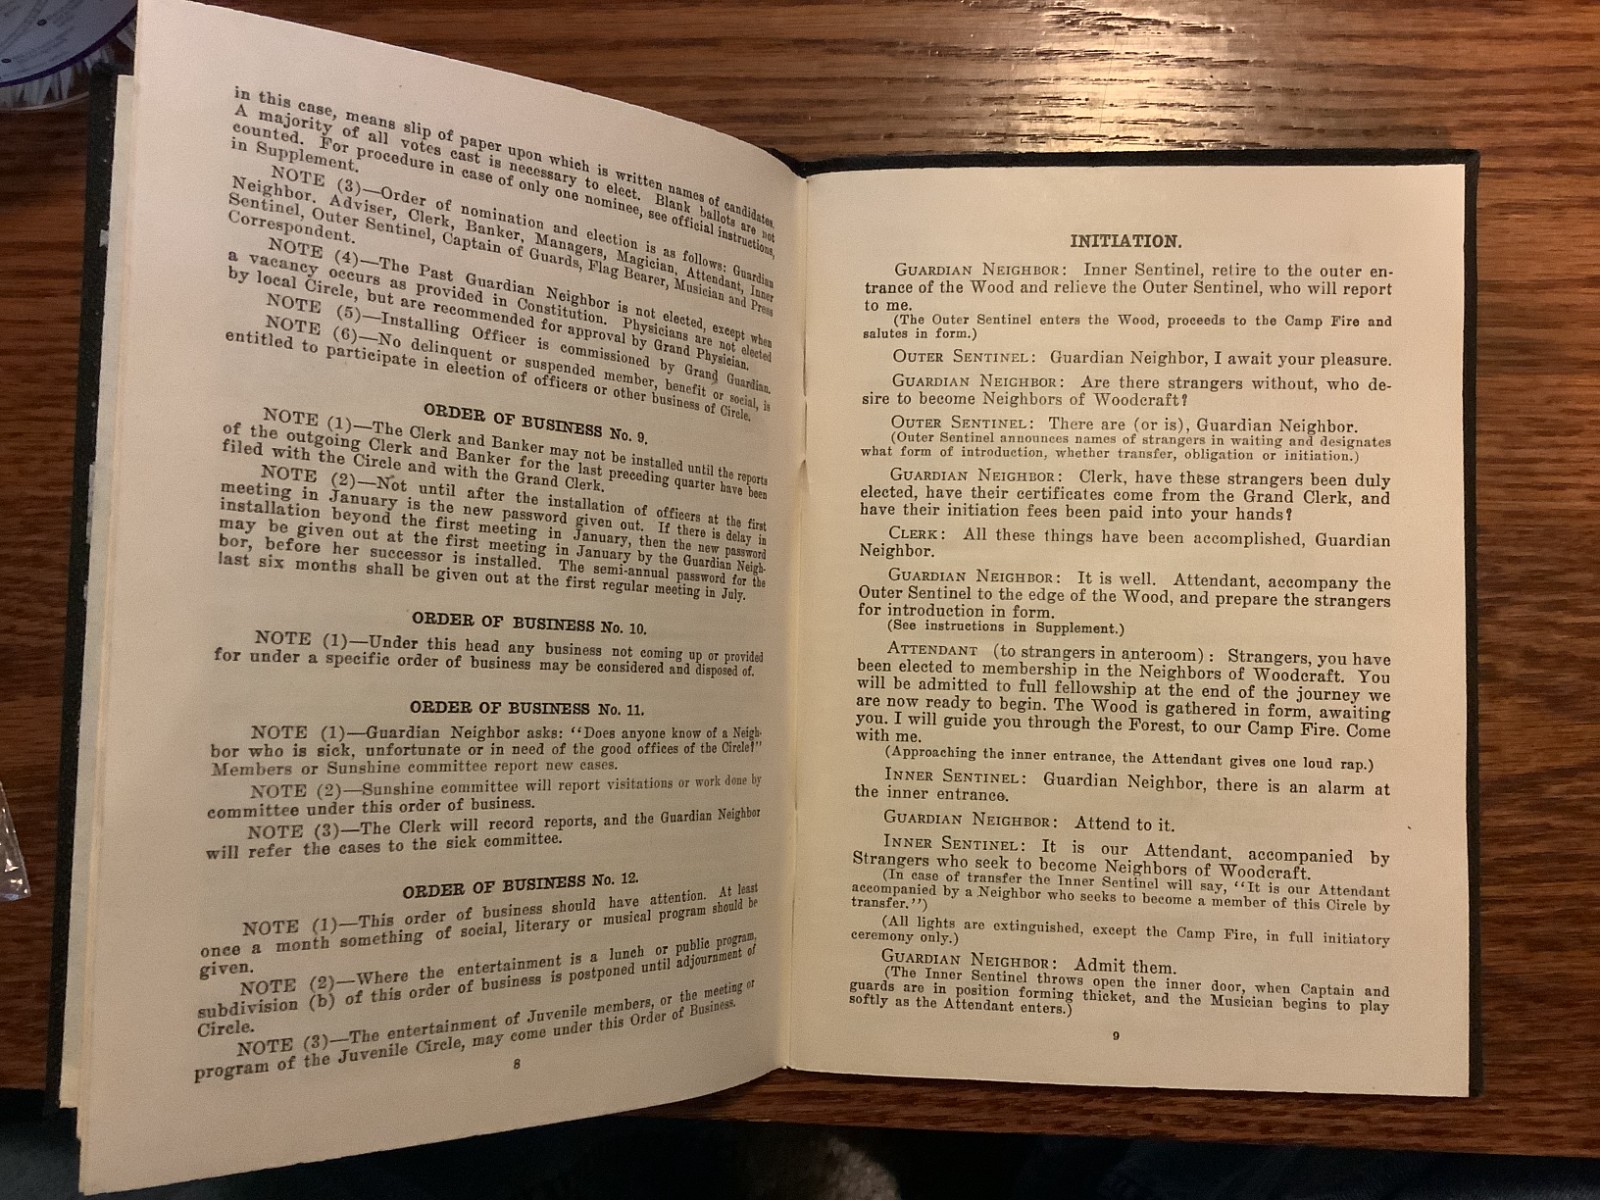 in this case, means slip of paper upon which is written names of candidates.
A majority of all votes cast is necessary to elect. Blank ballots are not
counted. For procedure in case of only one nominee, see official instructions,
in Supplement.
NOTE (3)—Order of nomination and election is as follows: Guardian
Neighbor. Adviser, Clerk, Banker, Managers, Magician, Attendant, Inner
Sentinel, Outer Sentinel, Captain of Guards, Flag Bearer, Musician and Press
Correspondent.
NOTE (4)—The Past Guardian Neighbor is not elected, except when
a vacancy occurs as provided in Constitution. Physicians are not elected
by local Circle, but are recommended for approval by Grand Physician.
NOTE (5)—Installing Officer is commissioned by Grand Guardian.
NOTE (6)—No delinquent or suspended member, benefit or social, is
entitled to participate in election of officers or other business of Circle.
ORDER OF BUSINESS No. 9.
NOTE (1)—The Clerk and Banker may not be installed until the reports
of the outgoing Clerk and Banker for the last preceding quarter have been
filed with the Circle and with the Grand Clerk.
NOTE (2)—Not until after the installation of officers at the first
meeting in January is the new password given out. If there is delay in
installation beyond the first meeting in January, then the new password
may be given out at the first meeting in January by the Guardian Neigh-
bor, before her successor is installed. The semi-annual password for the
last six months shall be given out at the first regular meeting in July.
ORDER OF BUSINESS No. 10.
NOTE (1)—Under this head any business not coming up or provided
for under a specific order of business may be considered and disposed of.
ORDER OF BUSINESS No. 11.
NOTE (1)—Guardian Neighbor asks: "Does anyone know of a Neigh-
bor who is sick, unfortunate or in need of the good offices of the Circle?"
Members or Sunshine committee report new cases.
NOTE (2)—Sunshine committee will report visitations or work done by
committee under this order of business.
NOTE (3)—The Clerk will record reports, and the Guardian Neighbor
will refer the cases to the sick committee.
ORDER OF BUSINESS No. 12.
NOTE (1)—This order of business should have attention. At least
once a month something of social, literary or musical program should be
given.
NOTE (2)—Where the entertainment is a lunch or public program,
subdivision (b) of this order of business is postponed until adjournment of
Circle.
NOTE (3)—The entertainment of Juvenile members, or the meeting or
program of the Juvenile Circle, may come under this Order of Business.
8
INITIATION.
GUARDIAN NEIGHBOR: Inner Sentinel, retire to the outer en-
trance of the Wood and relieve the Outer Sentinel, who will report
to me.
(The Outer Sentinel enters the Wood, proceeds to the Camp Fire and
salutes in form.)
OUTER SENTINEL: Guardian Neighbor, I await your pleasure.
GUARDIAN NEIGHBOR: Are there strangers without, who de-
sire to become Neighbors of Woodcraft?
OUTER SENTINEL: There are (or is), Guardian Neighbor.
(Outer Sentinel announces names of strangers in waiting and designates
what form of introduction, whether transfer, obligation or initiation.)
GUARDIAN NEIGHBOR: Clerk, have these strangers been duly
elected, have their certificates come from the Grand Clerk, and
have their initiation fees been paid into your hands?
CLERK: All these things have been accomplished, Guardian
Neighbor.
GUARDIAN NEIGHBOR: It is well. Attendant, accompany the
Outer Sentinel to the edge of the Wood, and prepare the strangers
for introduction in form.
(See instructions in Supplement.)
ATTENDANT (to strangers in anteroom): Strangers, you have
been elected to membership in the Neighbors of Woodcraft. You
will be admitted to full fellowship at the end of the journey we
are now ready to begin. The Wood is gathered in form, awaiting
you. I will guide you through the Forest, to our Camp Fire. Come
with me.
(Approaching the inner entrance, the Attendant gives one loud rap.)
INNER SENTINEL: Guardian Neighbor, there is an alarm at
the inner entrance.
GUARDIAN NEIGHBOR: Attend to it.
INNER SENTINEL: It is our Attendant, accompanied by
Strangers who seek to become Neighbors of Woodcraft.
(In case of transfer the Inner Sentinel will say, "It is our Attendant
accompanied by a Neighbor who seeks to become a member of this Circle by
transfer.")
(All lights are extinguished, except the Camp Fire, in full initiatory
ceremony only.)
GUARDIAN NEIGHBOR: Admit them.
(The Inner Sentinel throws open the inner door, when Captain and
guards are in position forming thicket, and the Musician begins to play
softly as the Attendant enters.)
9